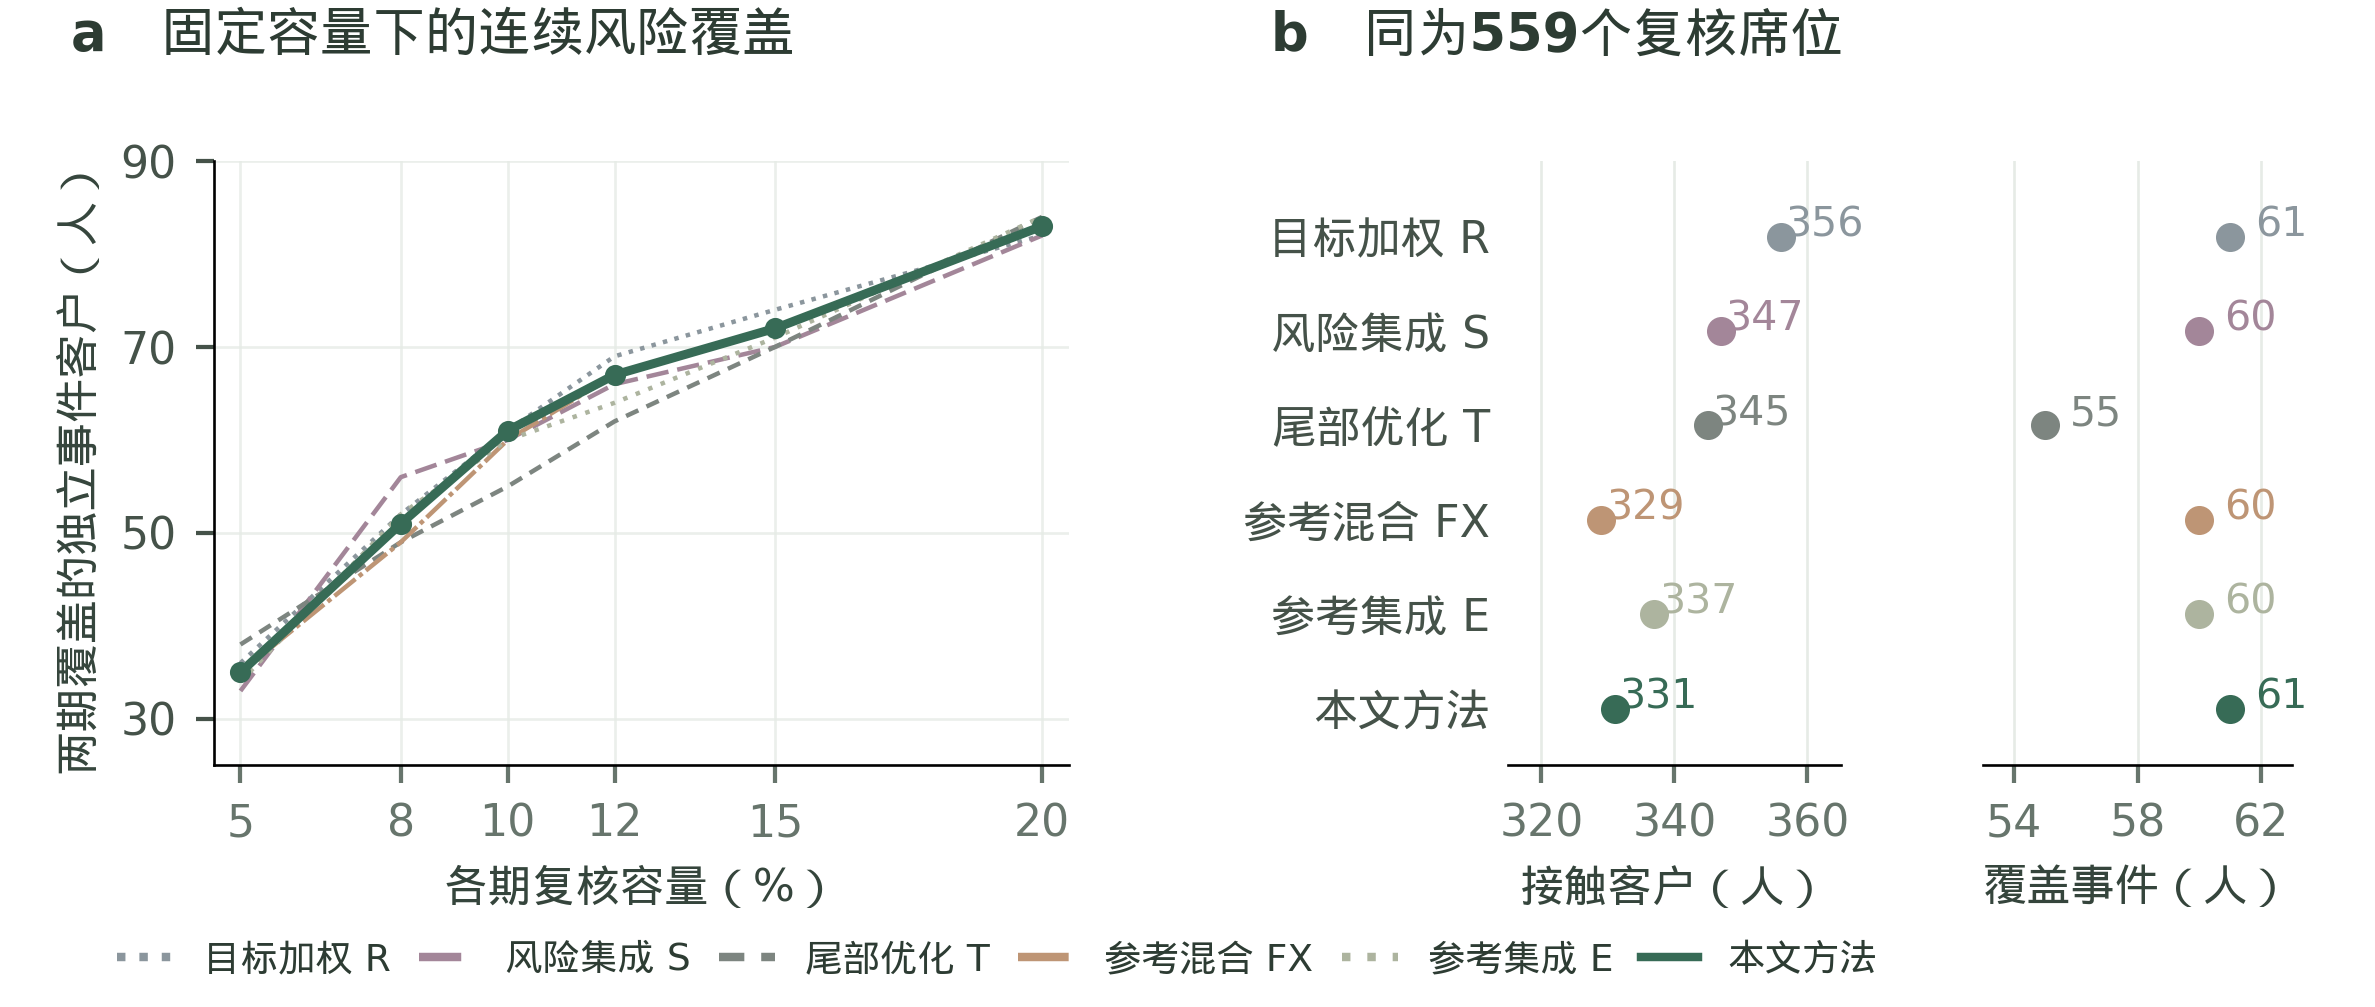 a 固定容量下的连续风险覆盖
两期覆盖的独立事件客户（人）
90
70
50
30
5 8 10 12 15 20
各期复核容量（%）
b 同为559个复核席位
目标加权 R 356 61
风险集成 S 347 60
尾部优化 T 345 55
参考混合 FX 329 60
参考集成 E 337 60
本文方法 331 61
320 340 360 54 58 62
接触客户（人） 覆盖事件（人）
目标加权 R 风险集成 S 尾部优化 T 参考混合 FX 参考集成 E 本文方法